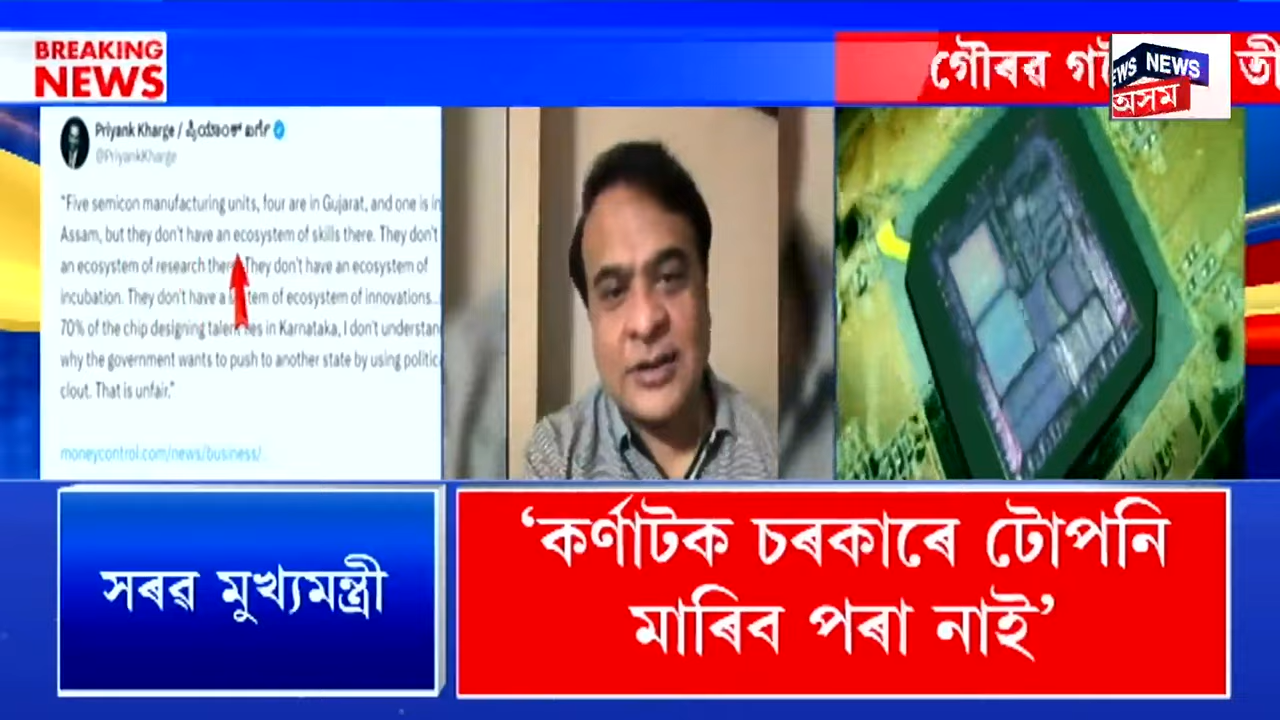 BREAKING
NEWS
গৌৰৱ গ
NEWS
অসম
Priyank Kharge / ಪ್ರಿಯಾಂಕ್ ಖರ್ಗೆ
@PriyankKharge
"Five semicon manufacturing units, four are in Gujarat, and one is in
Assam, but they don't have an ecosystem of skills there. They don't
an ecosystem of research there. They don't have an ecosystem of
incubation. They don't have a system of ecosystem of innovations...
70% of the chip designing talent lies in Karnataka, I don't understan
why the government wants to push to another state by using politic
clout. That is unfair."
moneycontrol.com/news/business/...
সৰৱ মুখ্যমন্ত্ৰী
‘কৰ্ণাটক চৰকাৰে টোপনি
মাৰিব পৰা নাই’